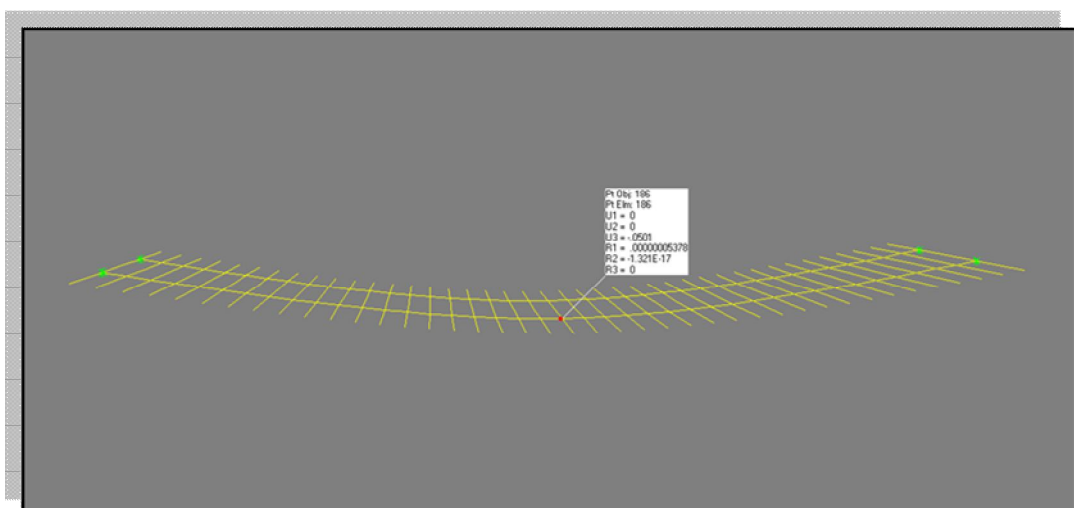 Pt Obj: 186
Pt Elm: 186
U1 = 0
U2 = 0
U3 = -.0501
R1 = .00000005378
R2 = -1.321E-17
R3 = 0